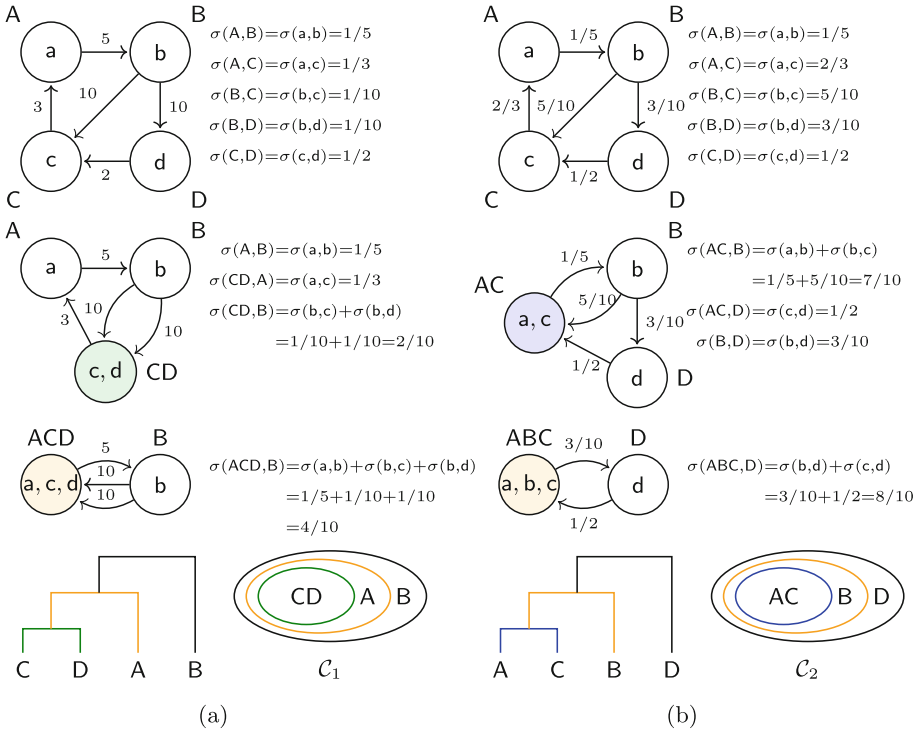 A
B
a
5
b
3
10
10
c
2
d
C
D
σ(A,B)=σ(a,b)=1/5
σ(A,C)=σ(a,c)=1/3
σ(B,C)=σ(b,c)=1/10
σ(B,D)=σ(b,d)=1/10
σ(C,D)=σ(c,d)=1/2
A
B
a
5
b
3
10
10
c, d
CD
σ(A,B)=σ(a,b)=1/5
σ(CD,A)=σ(a,c)=1/3
σ(CD,B)=σ(b,c)+σ(b,d)
=1/10+1/10=2/10
ACD
B
5
a, c, d
10
b
10
σ(ACD,B)=σ(a,b)+σ(b,c)+σ(b,d)
=1/5+1/10+1/10
=4/10
C D A B
CD A B
C1
(a)
A
B
a
1/5
b
2/3
5/10
3/10
c
1/2
d
C
D
σ(A,B)=σ(a,b)=1/5
σ(A,C)=σ(a,c)=2/3
σ(B,C)=σ(b,c)=5/10
σ(B,D)=σ(b,d)=3/10
σ(C,D)=σ(c,d)=1/2
B
1/5
b
AC
a, c
5/10
3/10
1/2
d
D
σ(AC,B)=σ(a,b)+σ(b,c)
=1/5+5/10=7/10
σ(AC,D)=σ(c,d)=1/2
σ(B,D)=σ(b,d)=3/10
ABC
D
3/10
a, b, c
d
1/2
σ(ABC,D)=σ(b,d)+σ(c,d)
=3/10+1/2=8/10
A C B D
AC B D
C2
(b)